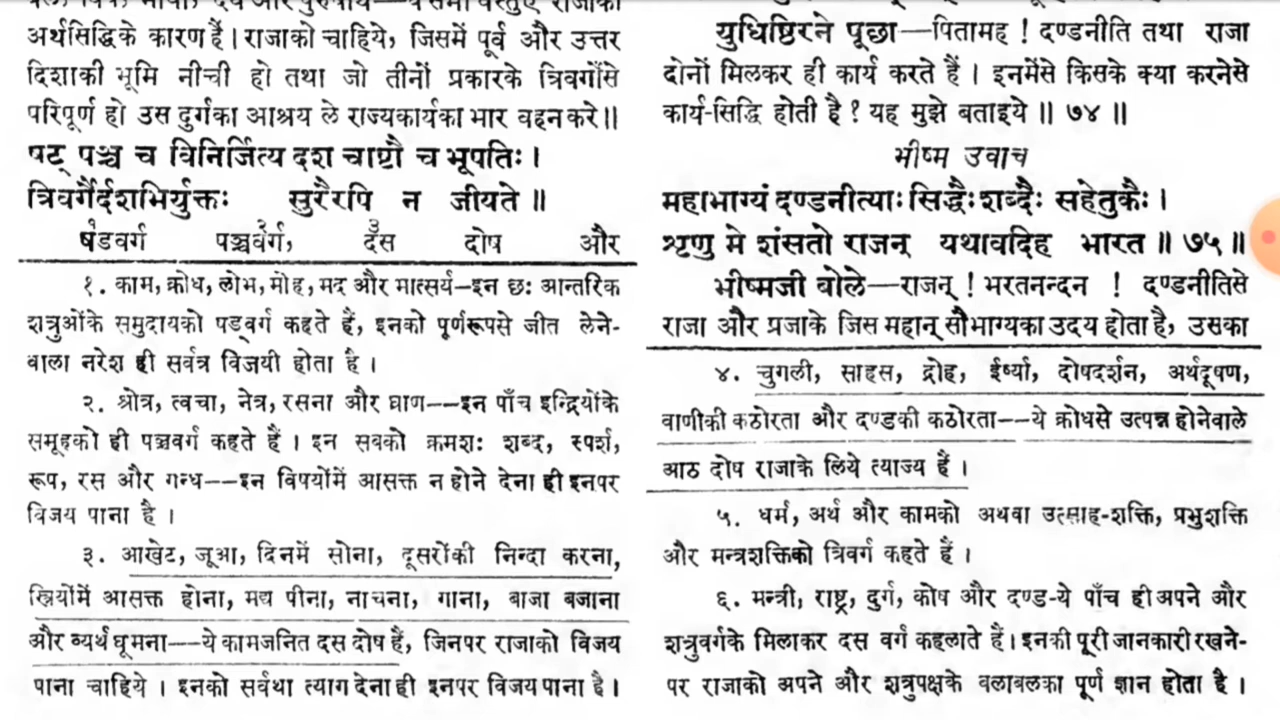 अर्थसिद्धिके कारण हैं। राजाको चाहिये, जिसमें पूर्व और उत्तर
दिशाकी भूमि नीची हो तथा जो तीनों प्रकारके त्रिवर्गोंसे
परिपूर्ण हो उस दुर्गका आश्रय ले राज्यकार्यका भार वहन करे॥
षट् पञ्च च विनिर्जित्य दश चाष्टौ च भूपतिः।
त्रिवर्गैर्दशभिर्युक्तः सुरैरपि न जीयते॥
षंडवर्ग१ पञ्चवर्ग२, दस३ दोष और
१. काम, क्रोध, लोभ, मोह, मद और मात्सर्य—इन छः आन्तरिक
शत्रुओंके समुदायको षड्वर्ग कहते हैं, इनको पूर्णरूपसे जीत लेने-
वाला नरेश ही सर्वत्र विजयी होता है।
२. श्रोत्र, त्वचा, नेत्र, रसना और घ्राण——इन पाँच इन्द्रियोंके
समूहको ही पञ्चवर्ग कहते हैं। इन सबको क्रमशः शब्द, स्पर्श,
रूप, रस और गन्ध——इन विषयोंमें आसक्त न होने देना ही इनपर
विजय पाना है।
३. आखेट, जूआ, दिनमें सोना, दूसरोंकी निन्दा करना,
स्त्रियोंमें आसक्त होना, मद्य पीना, नाचना, गाना, बाजा बजाना
और व्यर्थ घूमना——ये कामजनित दस दोष हैं, जिनपर राजाको विजय
पाना चाहिये। इनको सर्वथा त्याग देना ही इनपर विजय पाना है।
युधिष्ठिरने पूछा—पितामह! दण्डनीति तथा राजा
दोनों मिलकर ही कार्य करते हैं। इनमेंसे किसके क्या करनेसे
कार्य-सिद्धि होती है? यह मुझे बताइये॥ ७४॥
भीष्म उवाच
महाभाग्यं दण्डनीत्याः सिद्धैः शब्दैः सहेतुकैः।
शृणु मे शंसतो राजन् यथावदिह भारत॥ ७५॥
भीष्मजी बोले—राजन्! भरतनन्दन! दण्डनीतिसे
राजा और प्रजाके जिस महान् सौभाग्यका उदय होता है, उसका
४. चुगली, साहस, द्रोह, ईर्ष्या, दोषदर्शन, अर्थदूषण,
वाणीकी कठोरता और दण्डकी कठोरता——ये क्रोधसे उत्पन्न होनेवाले
आठ दोष राजाके लिये त्याज्य हैं।
५. धर्म, अर्थ और कामको अथवा उत्साह-शक्ति, प्रभुशक्ति
और मन्त्रशक्तिको त्रिवर्ग कहते हैं।
६. मन्त्री, राष्ट्र, दुर्ग, कोष और दण्ड-ये पाँच ही अपने और
शत्रुवर्गके मिलाकर दस वर्ग कहलाते हैं। इनकी पूरी जानकारी रखने-
पर राजाको अपने और शत्रुपक्षके बलाबलका पूर्ण ज्ञान होता है।